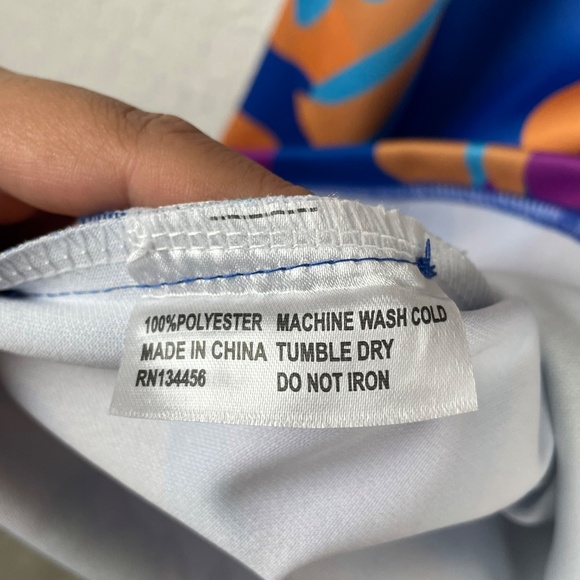 100%POLYESTER MACHINE WASH COLD
MADE IN CHINA TUMBLE DRY
RN134456 DO NOT IRON